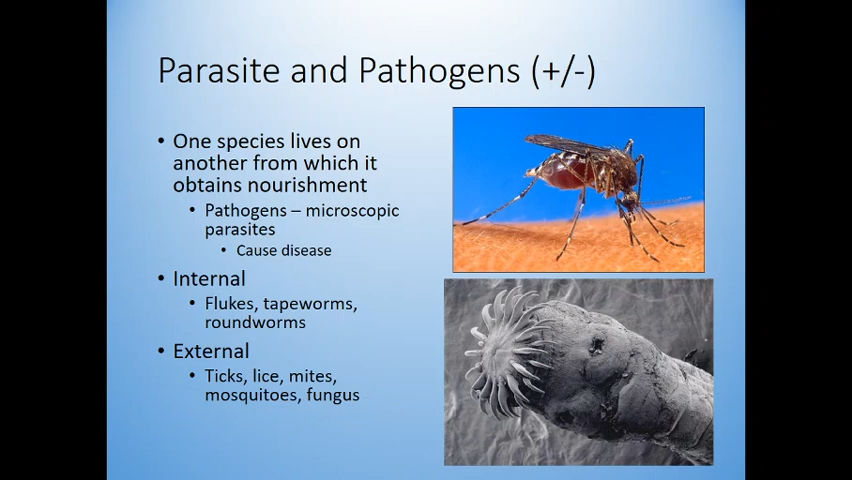 Parasite and Pathogens (+/-)
• One species lives on
another from which it
obtains nourishment
• Pathogens – microscopic
parasites
• Cause disease
• Internal
• Flukes, tapeworms,
roundworms
• External
• Ticks, lice, mites,
mosquitoes, fungus